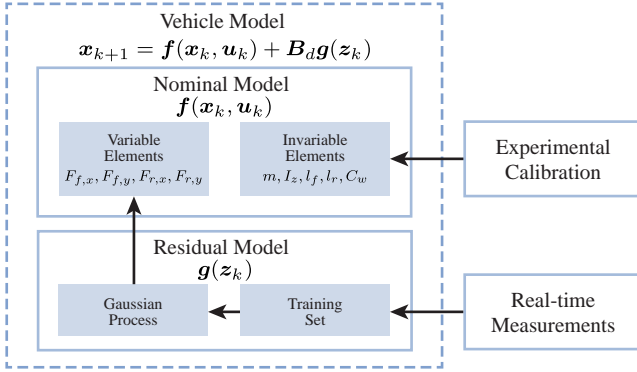 Vehicle Model
x_{k+1} = f(x_k, u_k) + B_d g(z_k)
Nominal Model
f(x_k, u_k)
Variable
Elements
F_{f,x}, F_{f,y}, F_{r,x}, F_{r,y}
Invariable
Elements
m, I_z, l_f, l_r, C_w
Experimental
Calibration
Residual Model
g(z_k)
Gaussian
Process
Training
Set
Real-time
Measurements